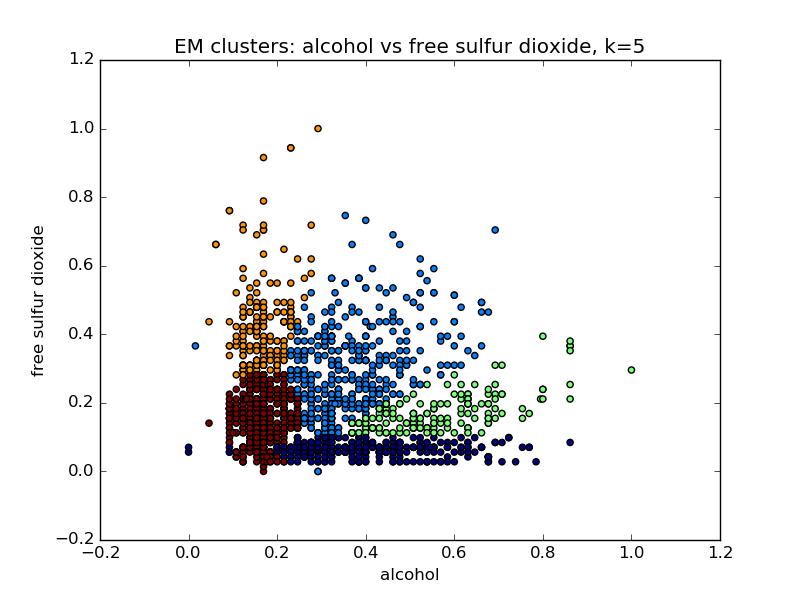 EM clusters: alcohol vs free sulfur dioxide, k=5
1.2
1.0
0.8
0.6
0.4
0.2
0.0
−0.2
free sulfur dioxide
−0.2 0.0 0.2 0.4 0.6 0.8 1.0 1.2
alcohol